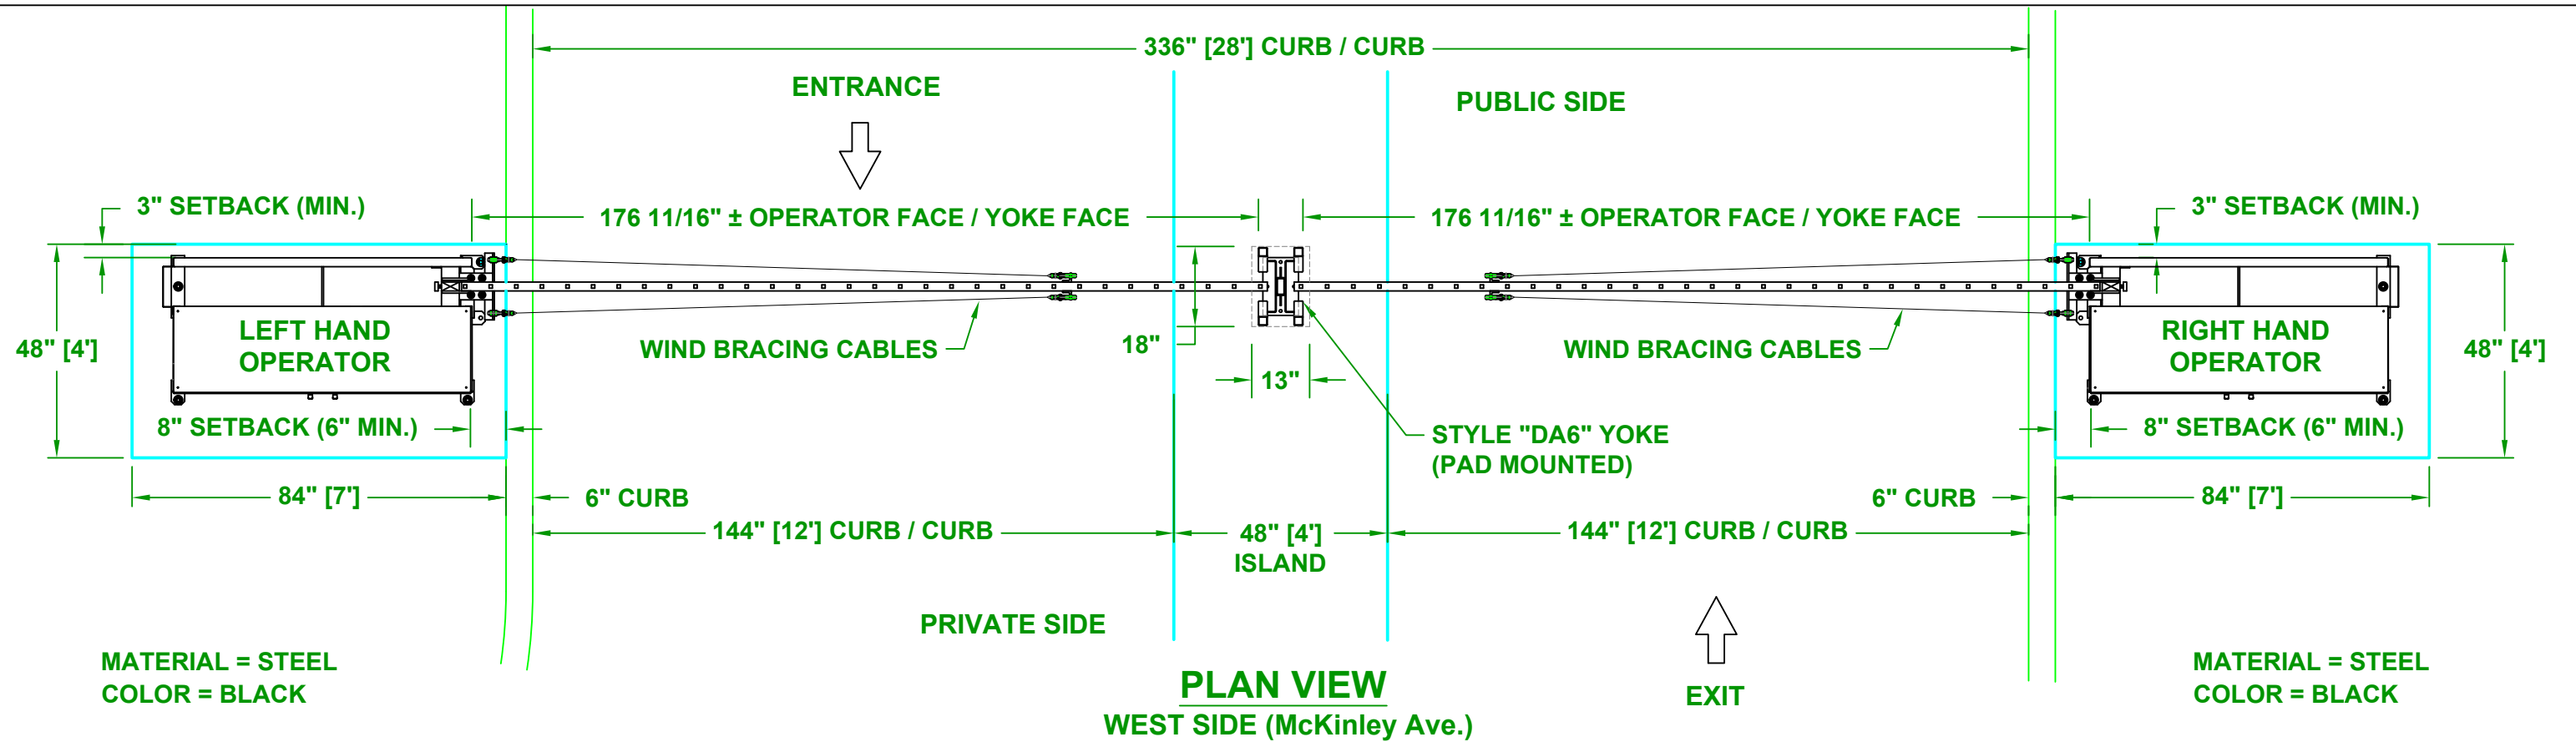 336" [28'] CURB / CURB
ENTRANCE
PUBLIC SIDE
3" SETBACK (MIN.)
176 11/16" ± OPERATOR FACE / YOKE FACE
176 11/16" ± OPERATOR FACE / YOKE FACE
3" SETBACK (MIN.)
48" [4']
LEFT HAND
OPERATOR
WIND BRACING CABLES
18"
13"
WIND BRACING CABLES
RIGHT HAND
OPERATOR
48" [4']
8" SETBACK (6" MIN.)
STYLE "DA6" YOKE
(PAD MOUNTED)
8" SETBACK (6" MIN.)
84" [7']
6" CURB
6" CURB
84" [7']
144" [12'] CURB / CURB
48" [4']
ISLAND
144" [12'] CURB / CURB
PRIVATE SIDE
MATERIAL = STEEL
COLOR = BLACK
PLAN VIEW
WEST SIDE (McKinley Ave.)
EXIT
MATERIAL = STEEL
COLOR = BLACK